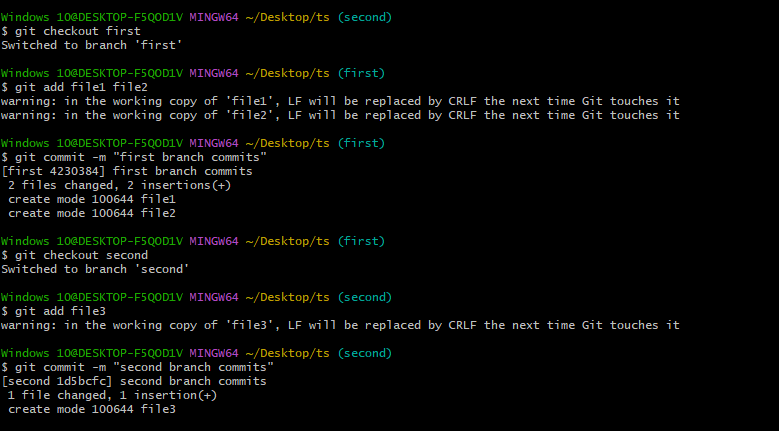 Windows 10@DESKTOP-F5QOD1V MINGW64 ~/Desktop/ts (second)
$ git checkout first
Switched to branch 'first'
Windows 10@DESKTOP-F5QOD1V MINGW64 ~/Desktop/ts (first)
$ git add file1 file2
warning: in the working copy of 'file1', LF will be replaced by CRLF the next time Git touches it
warning: in the working copy of 'file2', LF will be replaced by CRLF the next time Git touches it
Windows 10@DESKTOP-F5QOD1V MINGW64 ~/Desktop/ts (first)
$ git commit -m "first branch commits"
[first 4230384] first branch commits
2 files changed, 2 insertions(+)
create mode 100644 file1
create mode 100644 file2
Windows 10@DESKTOP-F5QOD1V MINGW64 ~/Desktop/ts (first)
$ git checkout second
Switched to branch 'second'
Windows 10@DESKTOP-F5QOD1V MINGW64 ~/Desktop/ts (second)
$ git add file3
warning: in the working copy of 'file3', LF will be replaced by CRLF the next time Git touches it
Windows 10@DESKTOP-F5QOD1V MINGW64 ~/Desktop/ts (second)
$ git commit -m "second branch commits"
[second 1d5bcfc] second branch commits
1 file changed, 1 insertion(+)
create mode 100644 file3